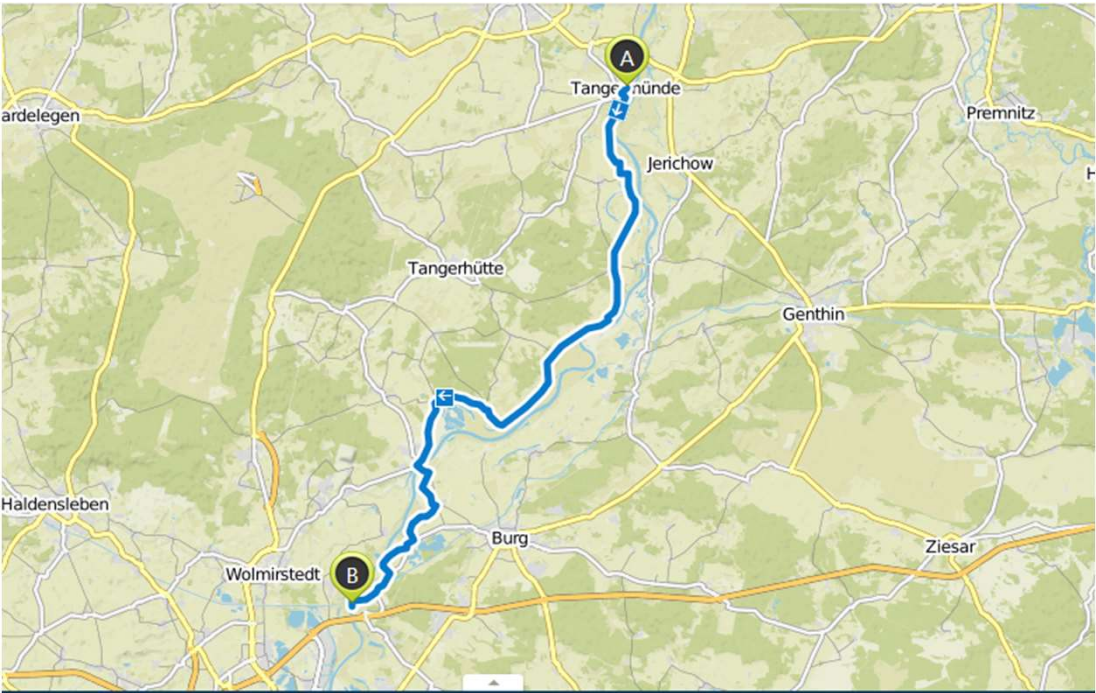 A
Tangermünde
ardelegen
Premnitz
Jerichow
H
Tangerhütte
Genthin
Haldensleben
Burg
Ziesar
Wolmirstedt
B